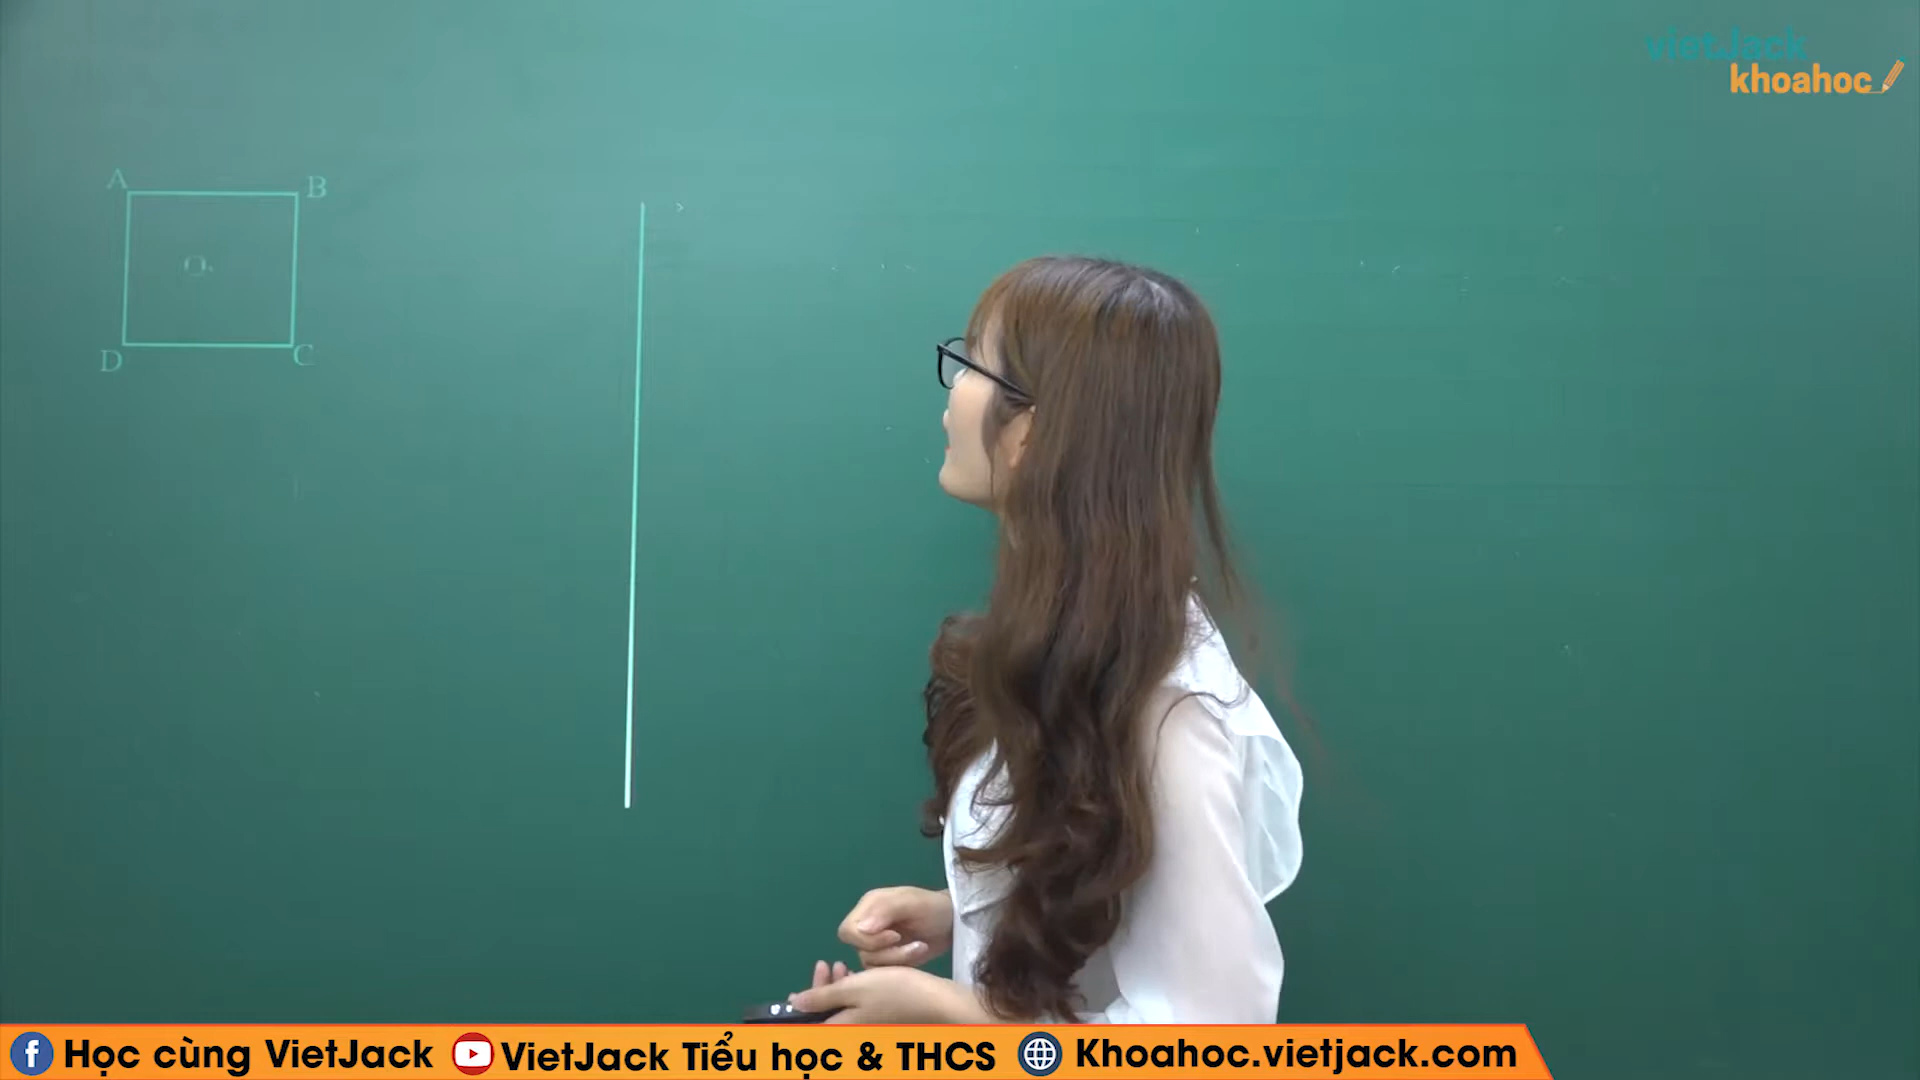 vietJack
khoahoc
A
B
O
D
C
Học cùng VietJack
VietJack Tiểu học & THCS
Khoahoc.vietjack.com